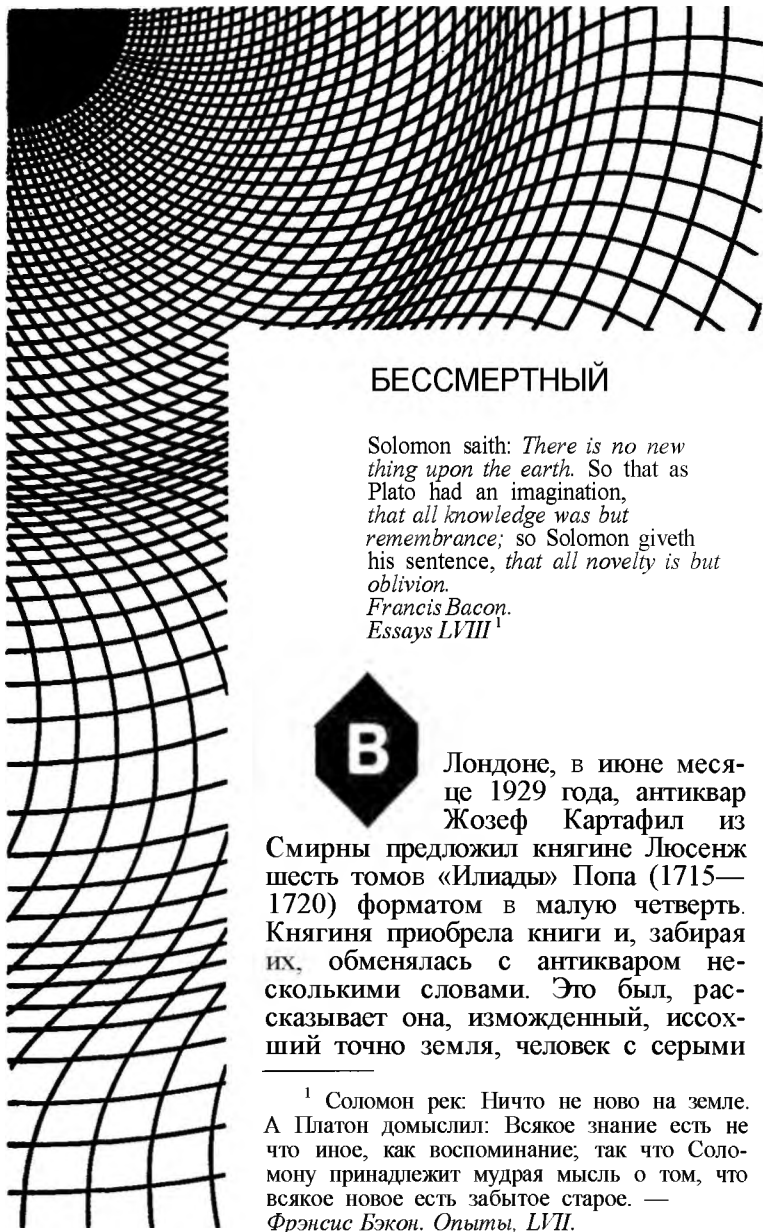 БЕССМЕРТНЫЙ
Solomon saith: There is no new
thing upon the earth. So that as
Plato had an imagination,
that all knowledge was but
remembrance; so Solomon giveth
his sentence, that all novelty is but
oblivion.
Francis Bacon.
Essays LVIII ¹
В
Лондоне, в июне меся-
це 1929 года, антиквар
Жозеф Картафил из
Смирны предложил княгине Люсенж
шесть томов «Илиады» Попа (1715—
1720) форматом в малую четверть.
Княгиня приобрела книги и, забирая
их, обменялась с антикваром не-
сколькими словами. Это был, рас-
сказывает она, изможденный, иссох-
ший точно земля, человек с серыми
¹ Соломон рек: Ничто не ново на земле.
А Платон домыслил: Всякое знание есть не
что иное, как воспоминание; так что Соло-
мону принадлежит мудрая мысль о том, что
всякое новое есть забытое старое. —
Фрэнсис Бэкон. Опыты, LVII.